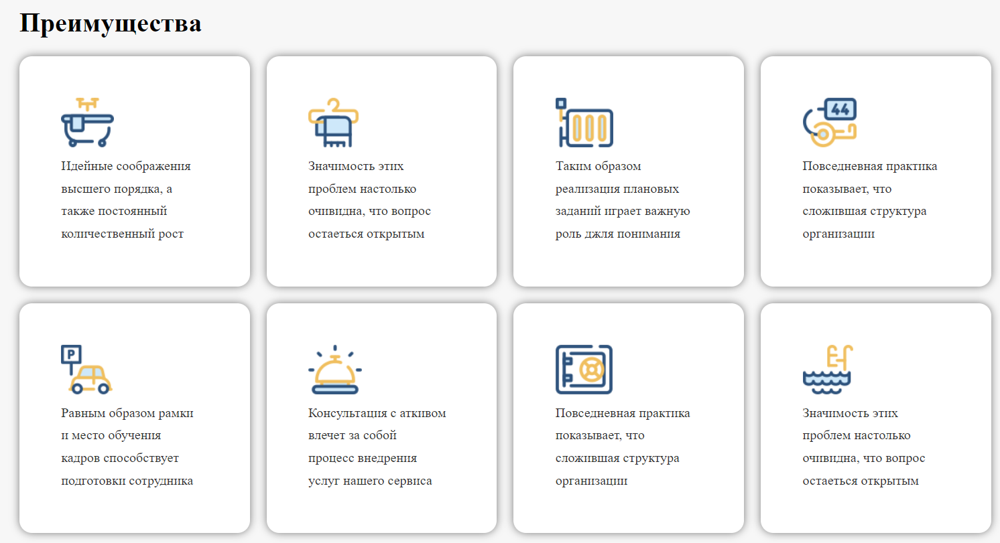 Преимущества
44
Идейные соображения
высшего порядка, а
также постоянный
количественный рост
Значимость этих
проблем настолько
очивидна, что вопрос
остаеться открытым
Таким образом
реализация плановых
заданий играет важную
роль джля понимания
Повседневная практика
показывает, что
сложившая структура
организации
P
Равным образом рамки
и место обучения
кадров способствует
подготовки сотрудника
Консультация с аткивом
влечет за собой
процесс внедрения
услуг нашего сервиса
Повседневная практика
показывает, что
сложившая структура
организации
Значимость этих
проблем настолько
очивидна, что вопрос
остаеться открытым